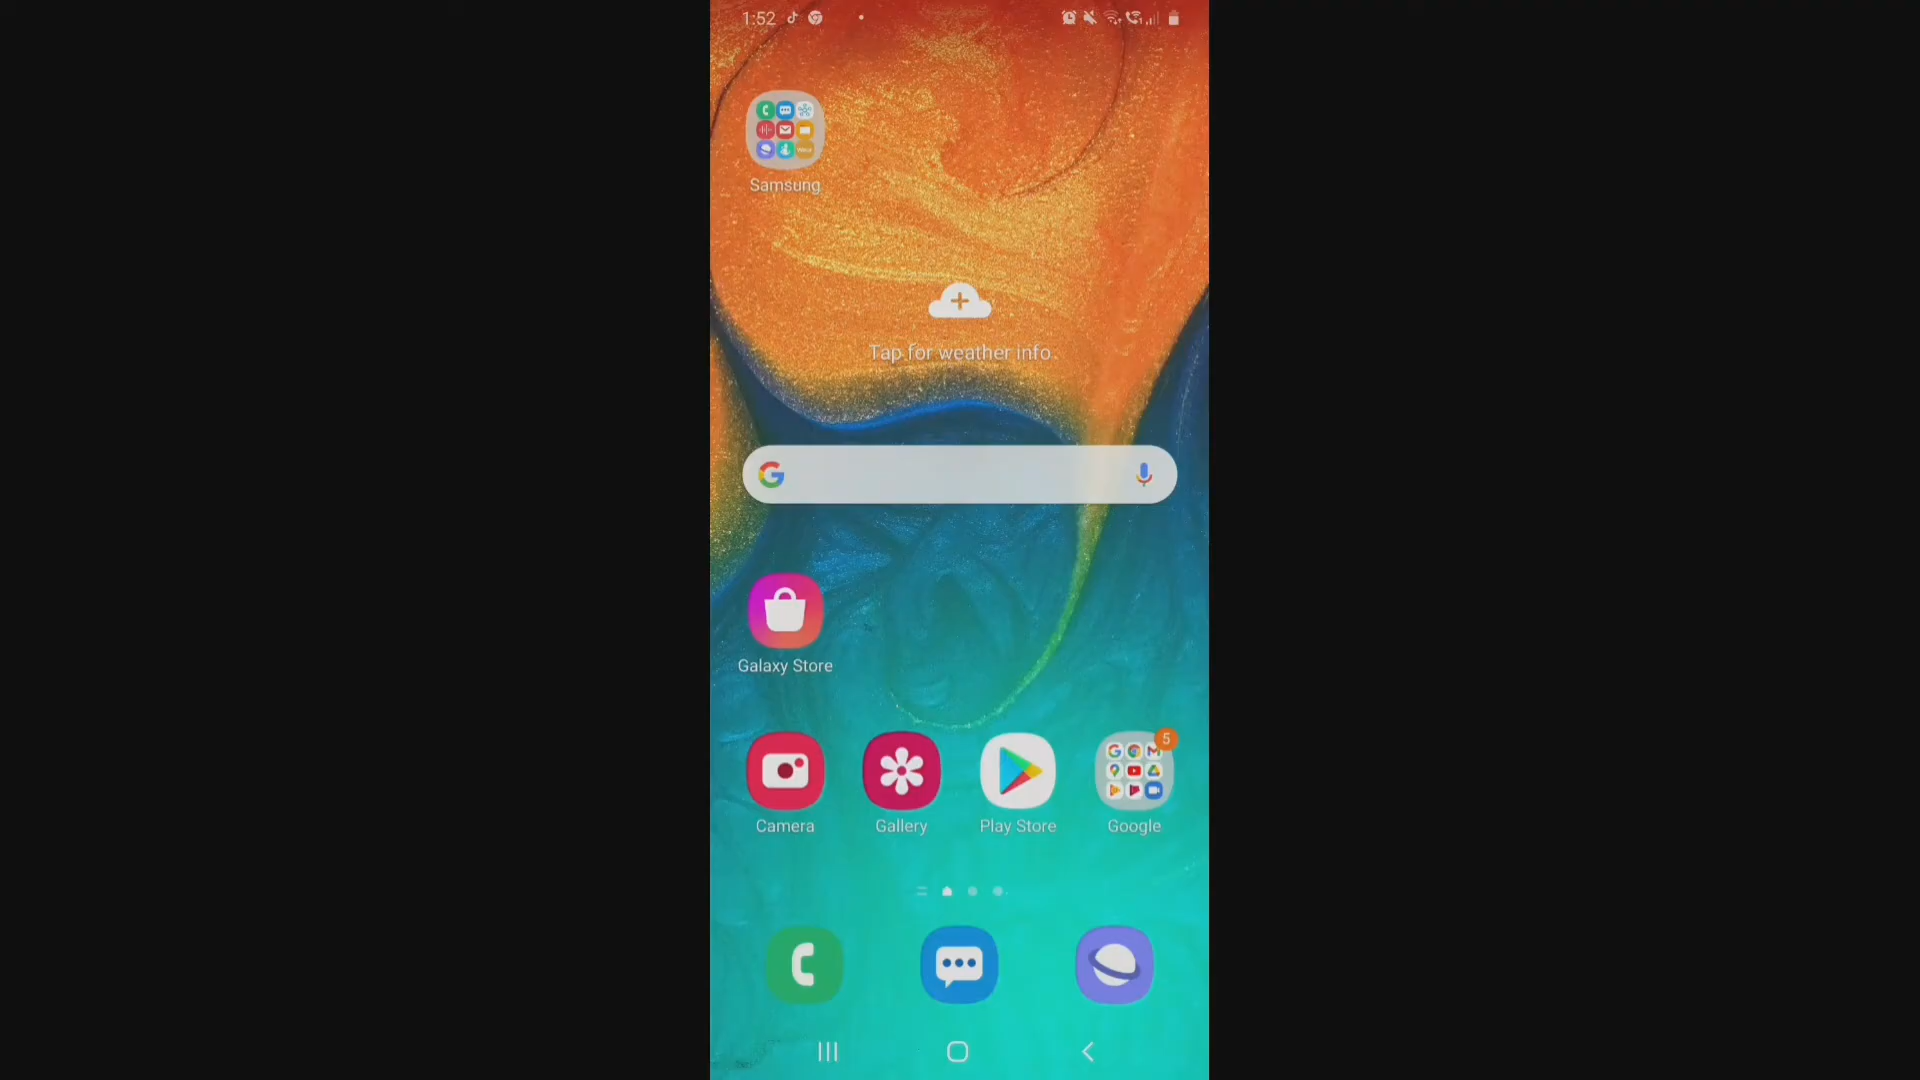 1:52
Samsung
Tap for weather info
Galaxy Store
5
Camera
Gallery
Play Store
Google